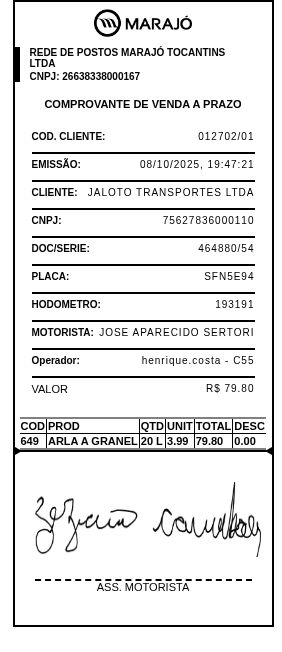 MARAJÓ
REDE DE POSTOS MARAJÓ TOCANTINS
LTDA
CNPJ: 26638338000167
COMPROVANTE DE VENDA A PRAZO
COD. CLIENTE: 012702/01
EMISSÃO: 08/10/2025, 19:47:21
CLIENTE: JALOTO TRANSPORTES LTDA
CNPJ: 75627836000110
DOC/SERIE: 464880/54
PLACA: SFN5E94
HODOMETRO: 193191
MOTORISTA: JOSE APARECIDO SERTORI
Operador: henrique.costa - C55
VALOR R$ 79.80
COD PROD QTD UNIT TOTAL DESC
649 ARLA A GRANEL 20 L 3.99 79.80 0.00
ASS. MOTORISTA